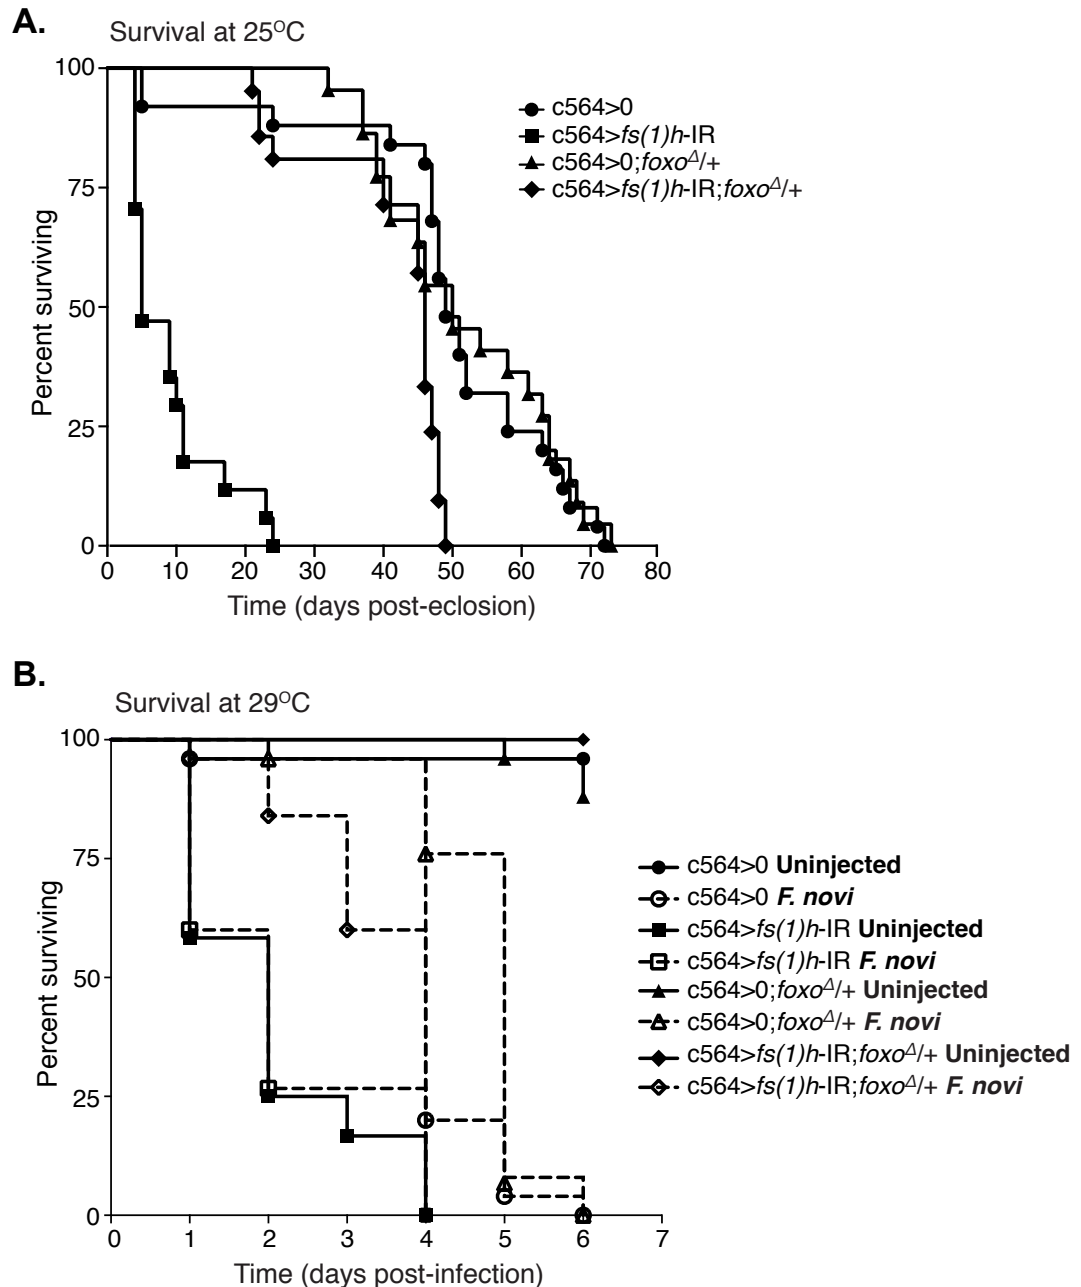 A.
Survival at 25°C
100
75
50
25
0
Percent surviving
0 10 20 30 40 50 60 70 80
Time (days post-eclosion)
c564>0
c564>fs(1)h-IR
c564>0;foxoΔ/+
c564>fs(1)h-IR;foxoΔ/+
B.
Survival at 29°C
100
75
50
25
0
Percent surviving
0 1 2 3 4 5 6 7
Time (days post-infection)
c564>0 Uninjected
c564>0 F. novi
c564>fs(1)h-IR Uninjected
c564>fs(1)h-IR F. novi
c564>0;foxoΔ/+ Uninjected
c564>0;foxoΔ/+ F. novi
c564>fs(1)h-IR;foxoΔ/+ Uninjected
c564>fs(1)h-IR;foxoΔ/+ F. novi